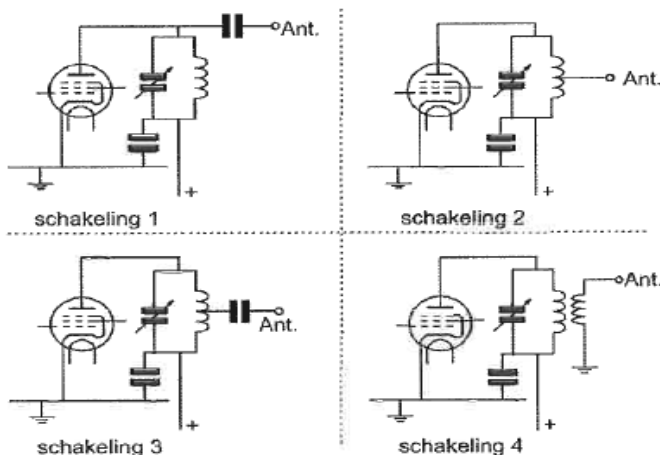 Ant.
+
schakeling 1
Ant.
+
schakeling 2
Ant.
+
schakeling 3
Ant.
+
schakeling 4